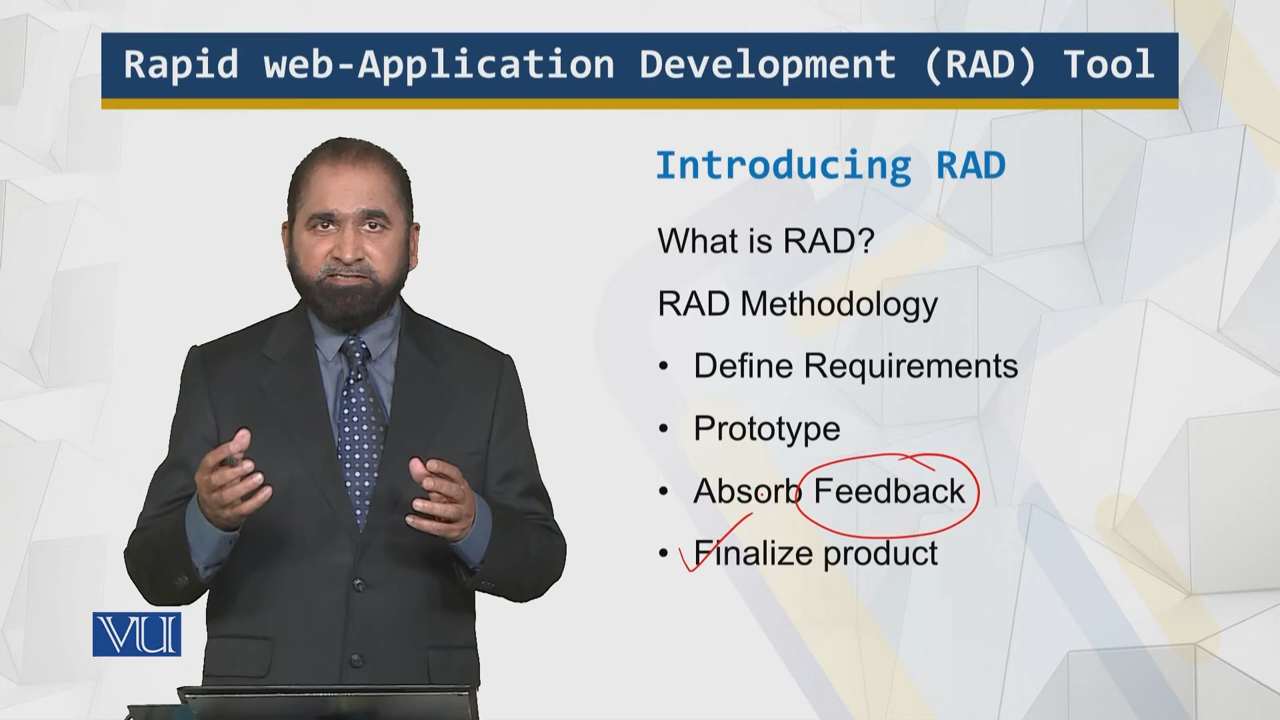 Rapid web-Application Development (RAD) Tool
Introducing RAD
What is RAD?
RAD Methodology
• Define Requirements
• Prototype
• Absorb Feedback
• Finalize product
VU